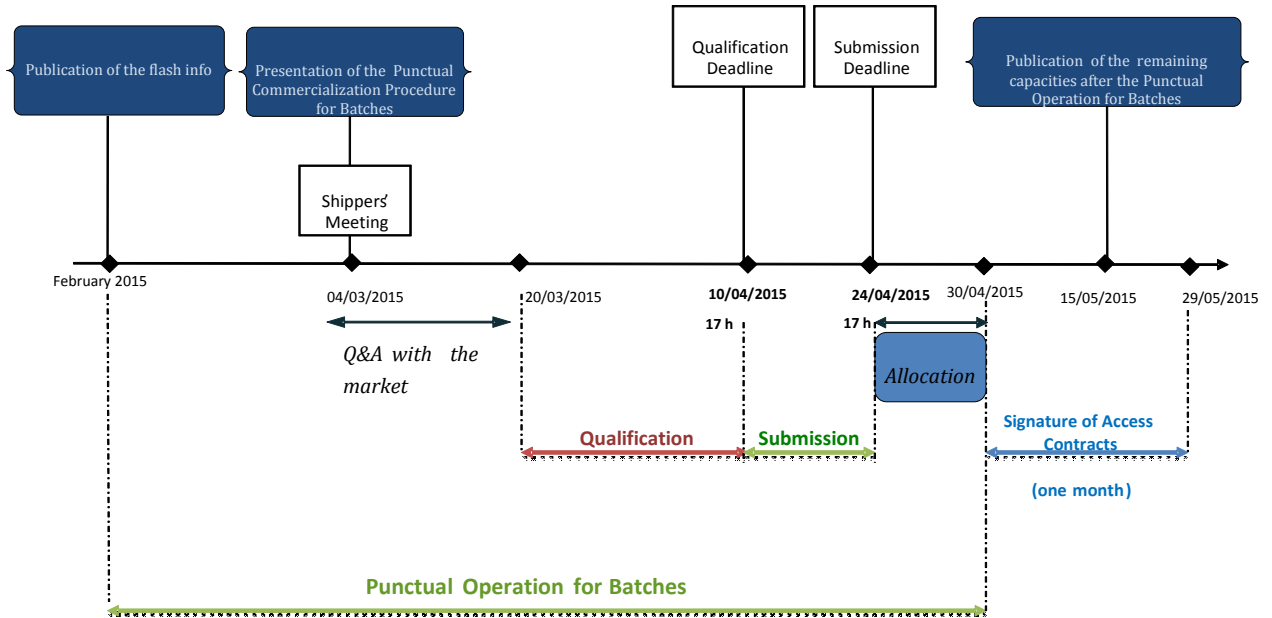 Publication of the flash info
Presentation of the Punctual
Commercialization Procedure
for Batches
Qualification
Deadline
Submission
Deadline
Publication of the remaining
capacities after the Punctual
Operation for Batches
Shippers'
Meeting
February 2015
04/03/2015
20/03/2015
10/04/2015
24/04/2015
30/04/2015
15/05/2015
29/05/2015
17 h
17 h
Q&A with the
market
Allocation
Qualification
Submission
Signature of Access
Contracts
(one month)
Punctual Operation for Batches